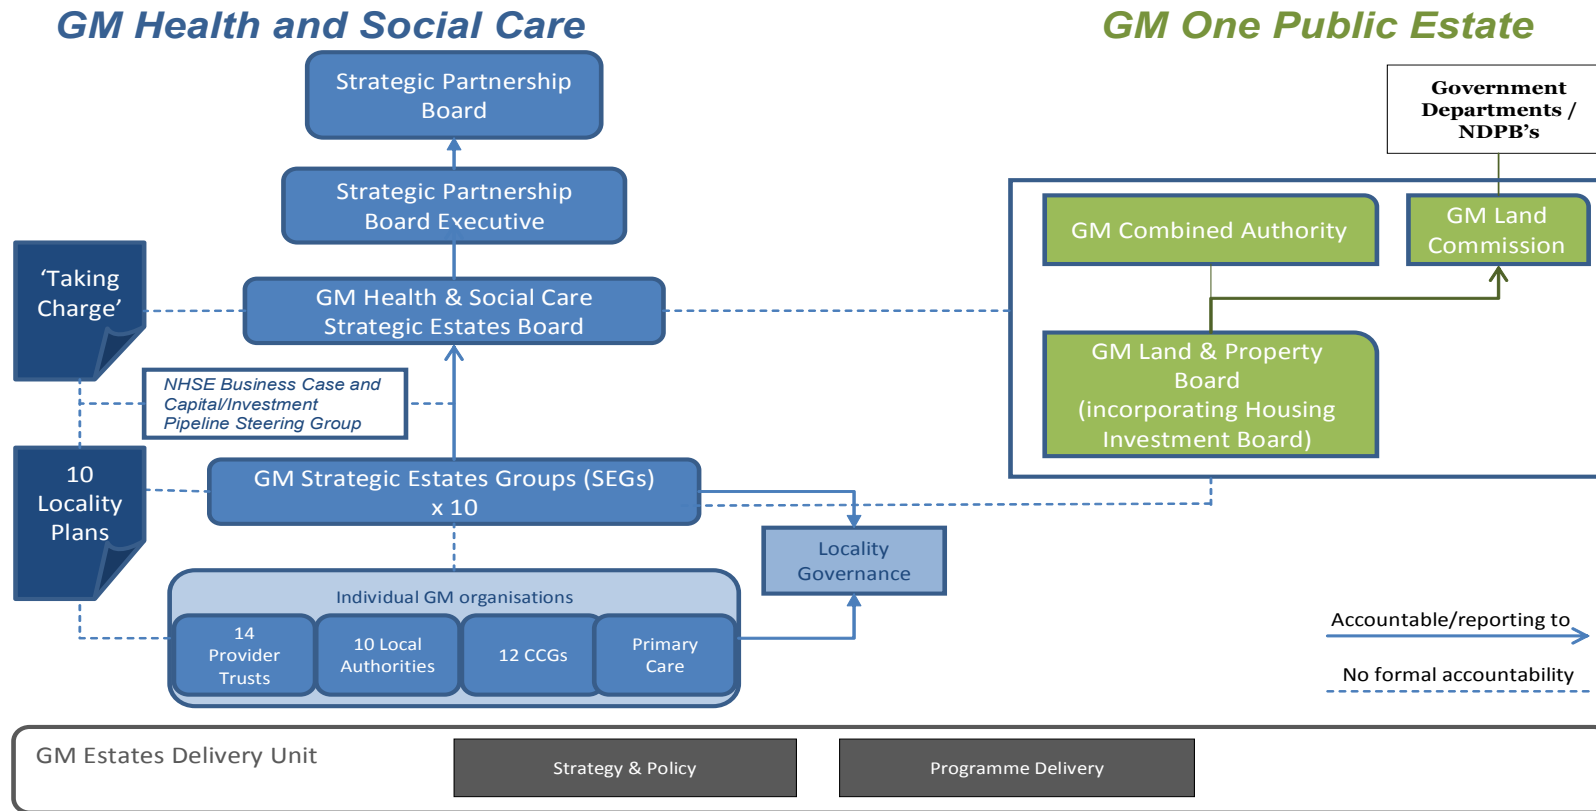 GM Health and Social Care
GM One Public Estate
Strategic Partnership
Board
Government
Departments /
NDPB's
Strategic Partnership
Board Executive
GM Combined Authority
GM Land
Commission
‘Taking
Charge’
GM Health & Social Care
Strategic Estates Board
GM Land & Property
Board
(incorporating Housing
Investment Board)
NHSE Business Case and
Capital/Investment
Pipeline Steering Group
10
Locality
Plans
GM Strategic Estates Groups (SEGs)
x 10
Locality
Governance
Individual GM organisations
14
Provider
Trusts
10 Local
Authorities
12 CCGs
Primary
Care
Accountable/reporting to
No formal accountability
GM Estates Delivery Unit
Strategy & Policy
Programme Delivery